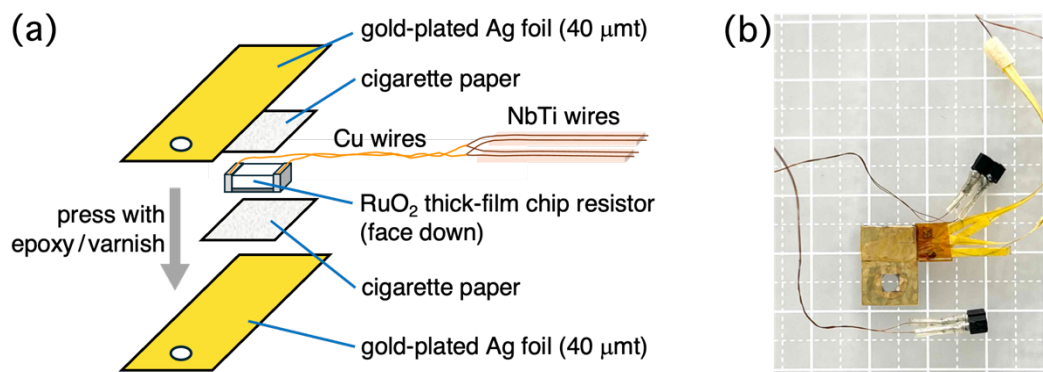 (a)
gold-plated Ag foil (40 μmt)
cigarette paper
NbTi wires
Cu wires
RuO₂ thick-film chip resistor
(face down)
press with
epoxy / varnish
cigarette paper
gold-plated Ag foil (40 μmt)
(b)